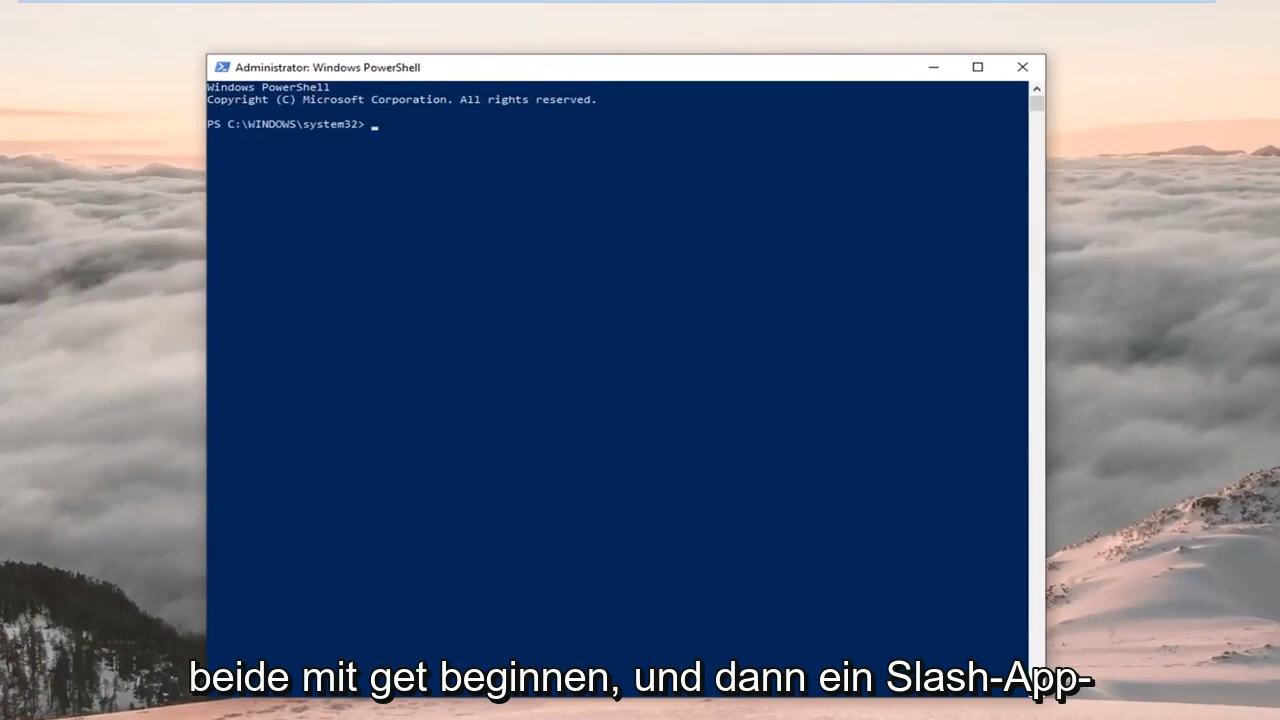 Administrator: Windows PowerShell
Windows PowerShell
Copyright (C) Microsoft Corporation. All rights reserved.
PS C:\WINDOWS\system32>
beide mit get beginnen, und dann ein Slash-App-